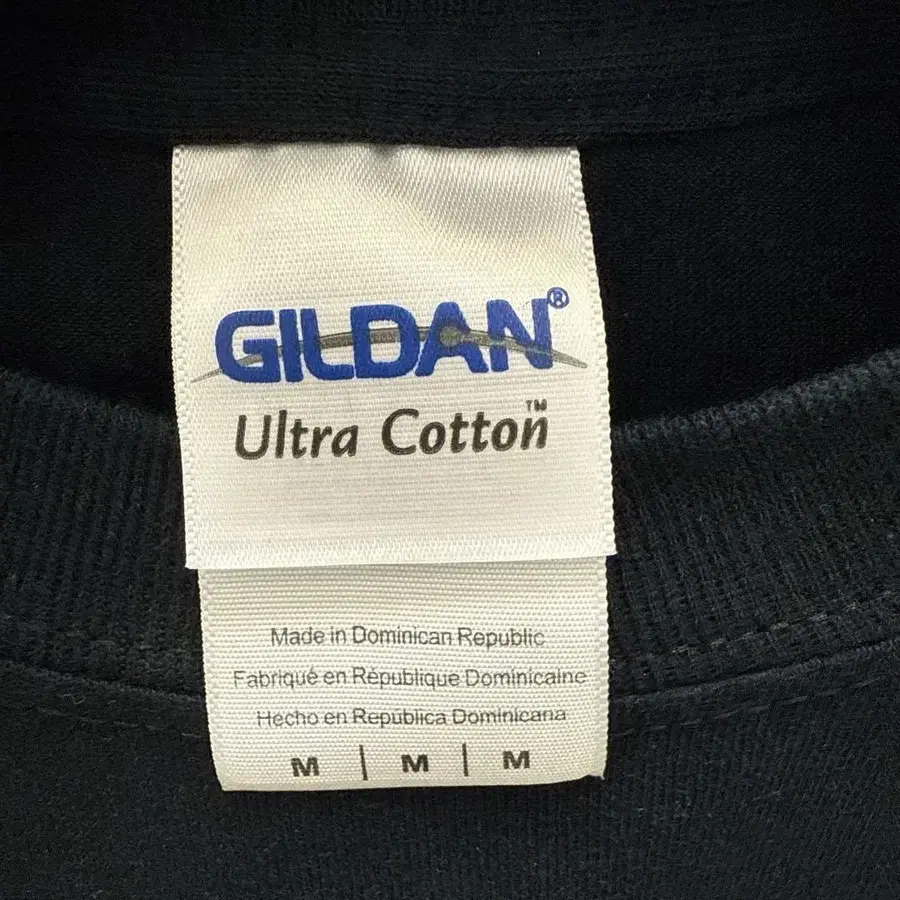 GILDAN®
Ultra Cotton™
Made in Dominican Republic
Fabriqué en République Dominicaine
Hecho en República Dominicana
M | M | M